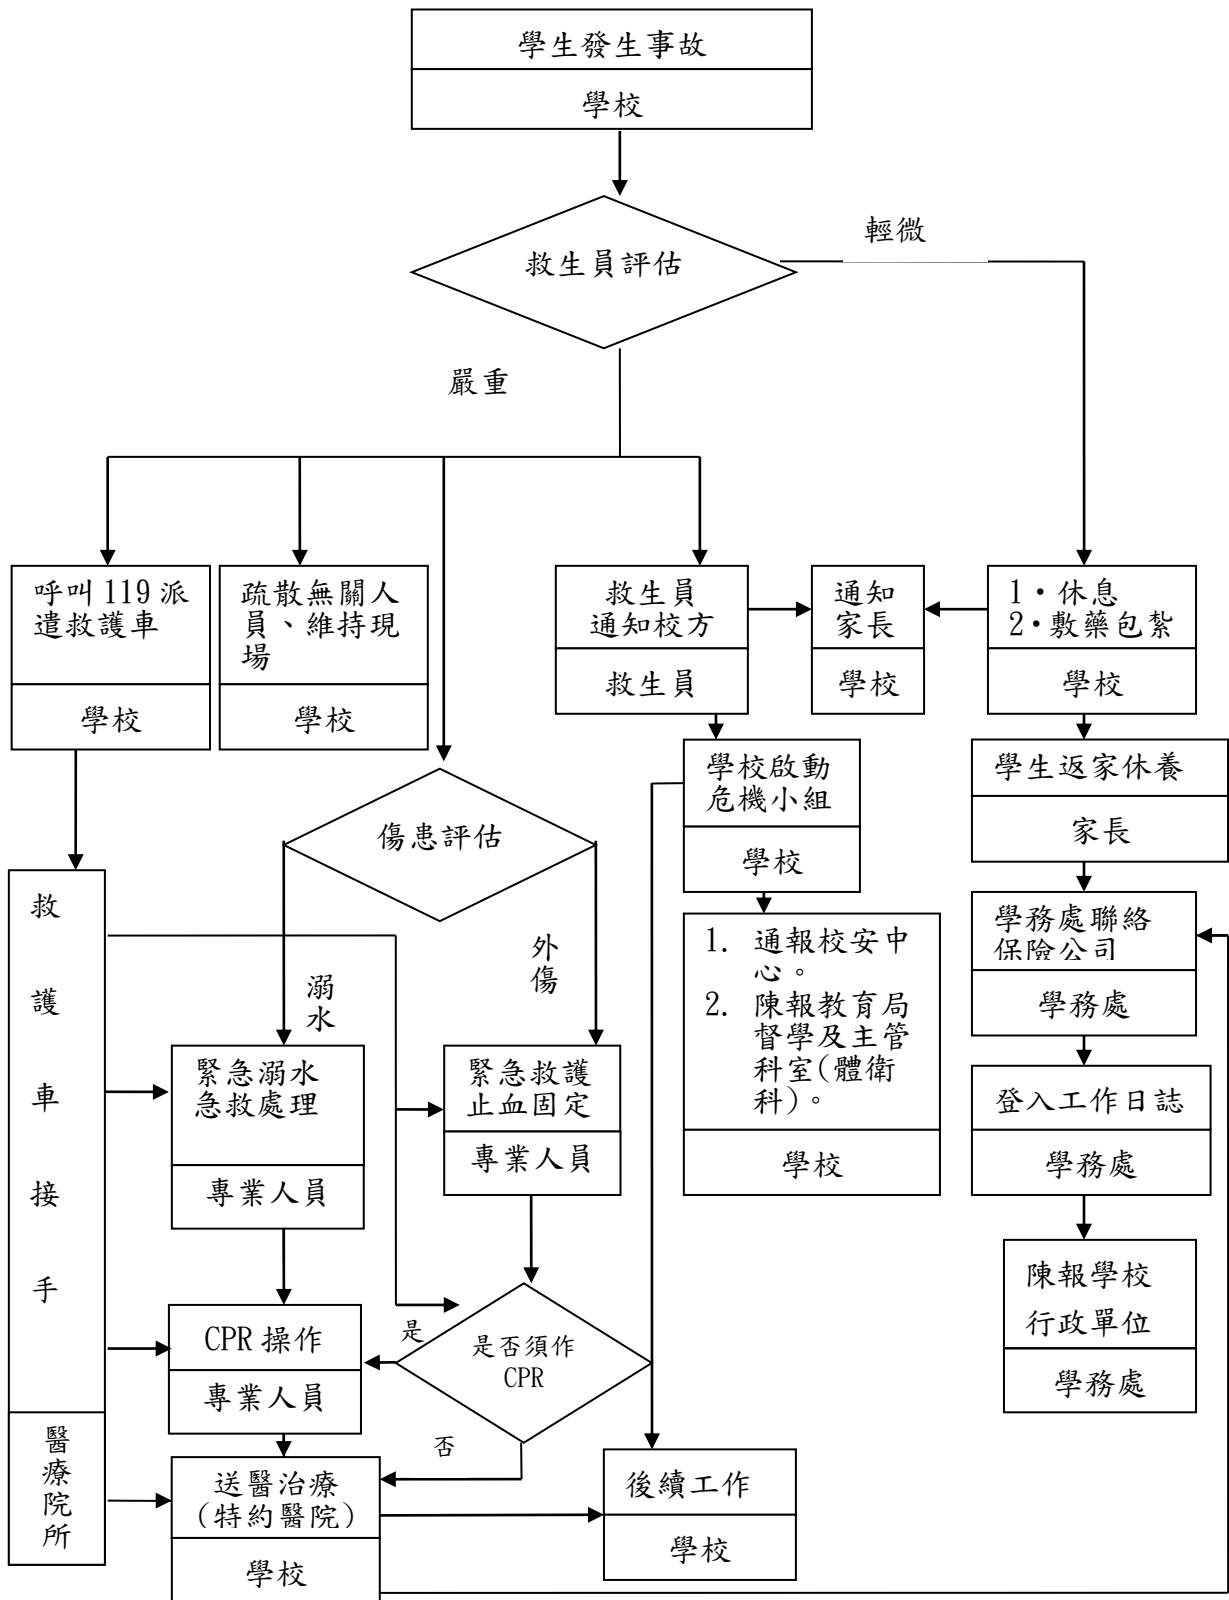 學生發生事故
學校
救生員評估
輕微
嚴重
呼叫119派
遣救護車
學校
疏散無關人
員、維持現
場
學校
救生員
通知校方
救生員
通知
家長
學校
1•休息
2•敷藥包紮
學校
學校啟動
危機小組
學校
學生返家休養
家長
傷患評估
溺
水
外
傷
救
護
車
接
手
1. 通報校安中
心。
2. 陳報教育局
督學及主管
科室(體衛
科)。
學校
學務處聯絡
保險公司
學務處
緊急溺水
急救處理
專業人員
緊急救護
止血固定
專業人員
登入工作日誌
學務處
CPR操作
專業人員
是
是否須作
CPR
否
陳報學校
行政單位
學務處
醫
療
院
所
送醫治療
(特約醫院)
學校
後續工作
學校